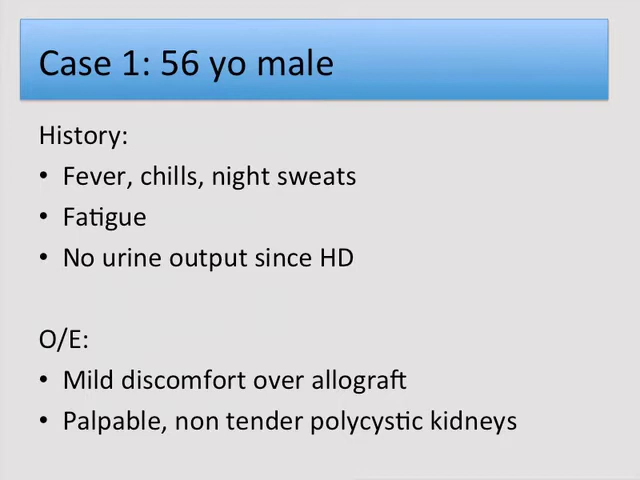 Case 1: 56 yo male
History:
• Fever, chills, night sweats
• Fatigue
• No urine output since HD
O/E:
• Mild discomfort over allograft
• Palpable, non tender polycystic kidneys